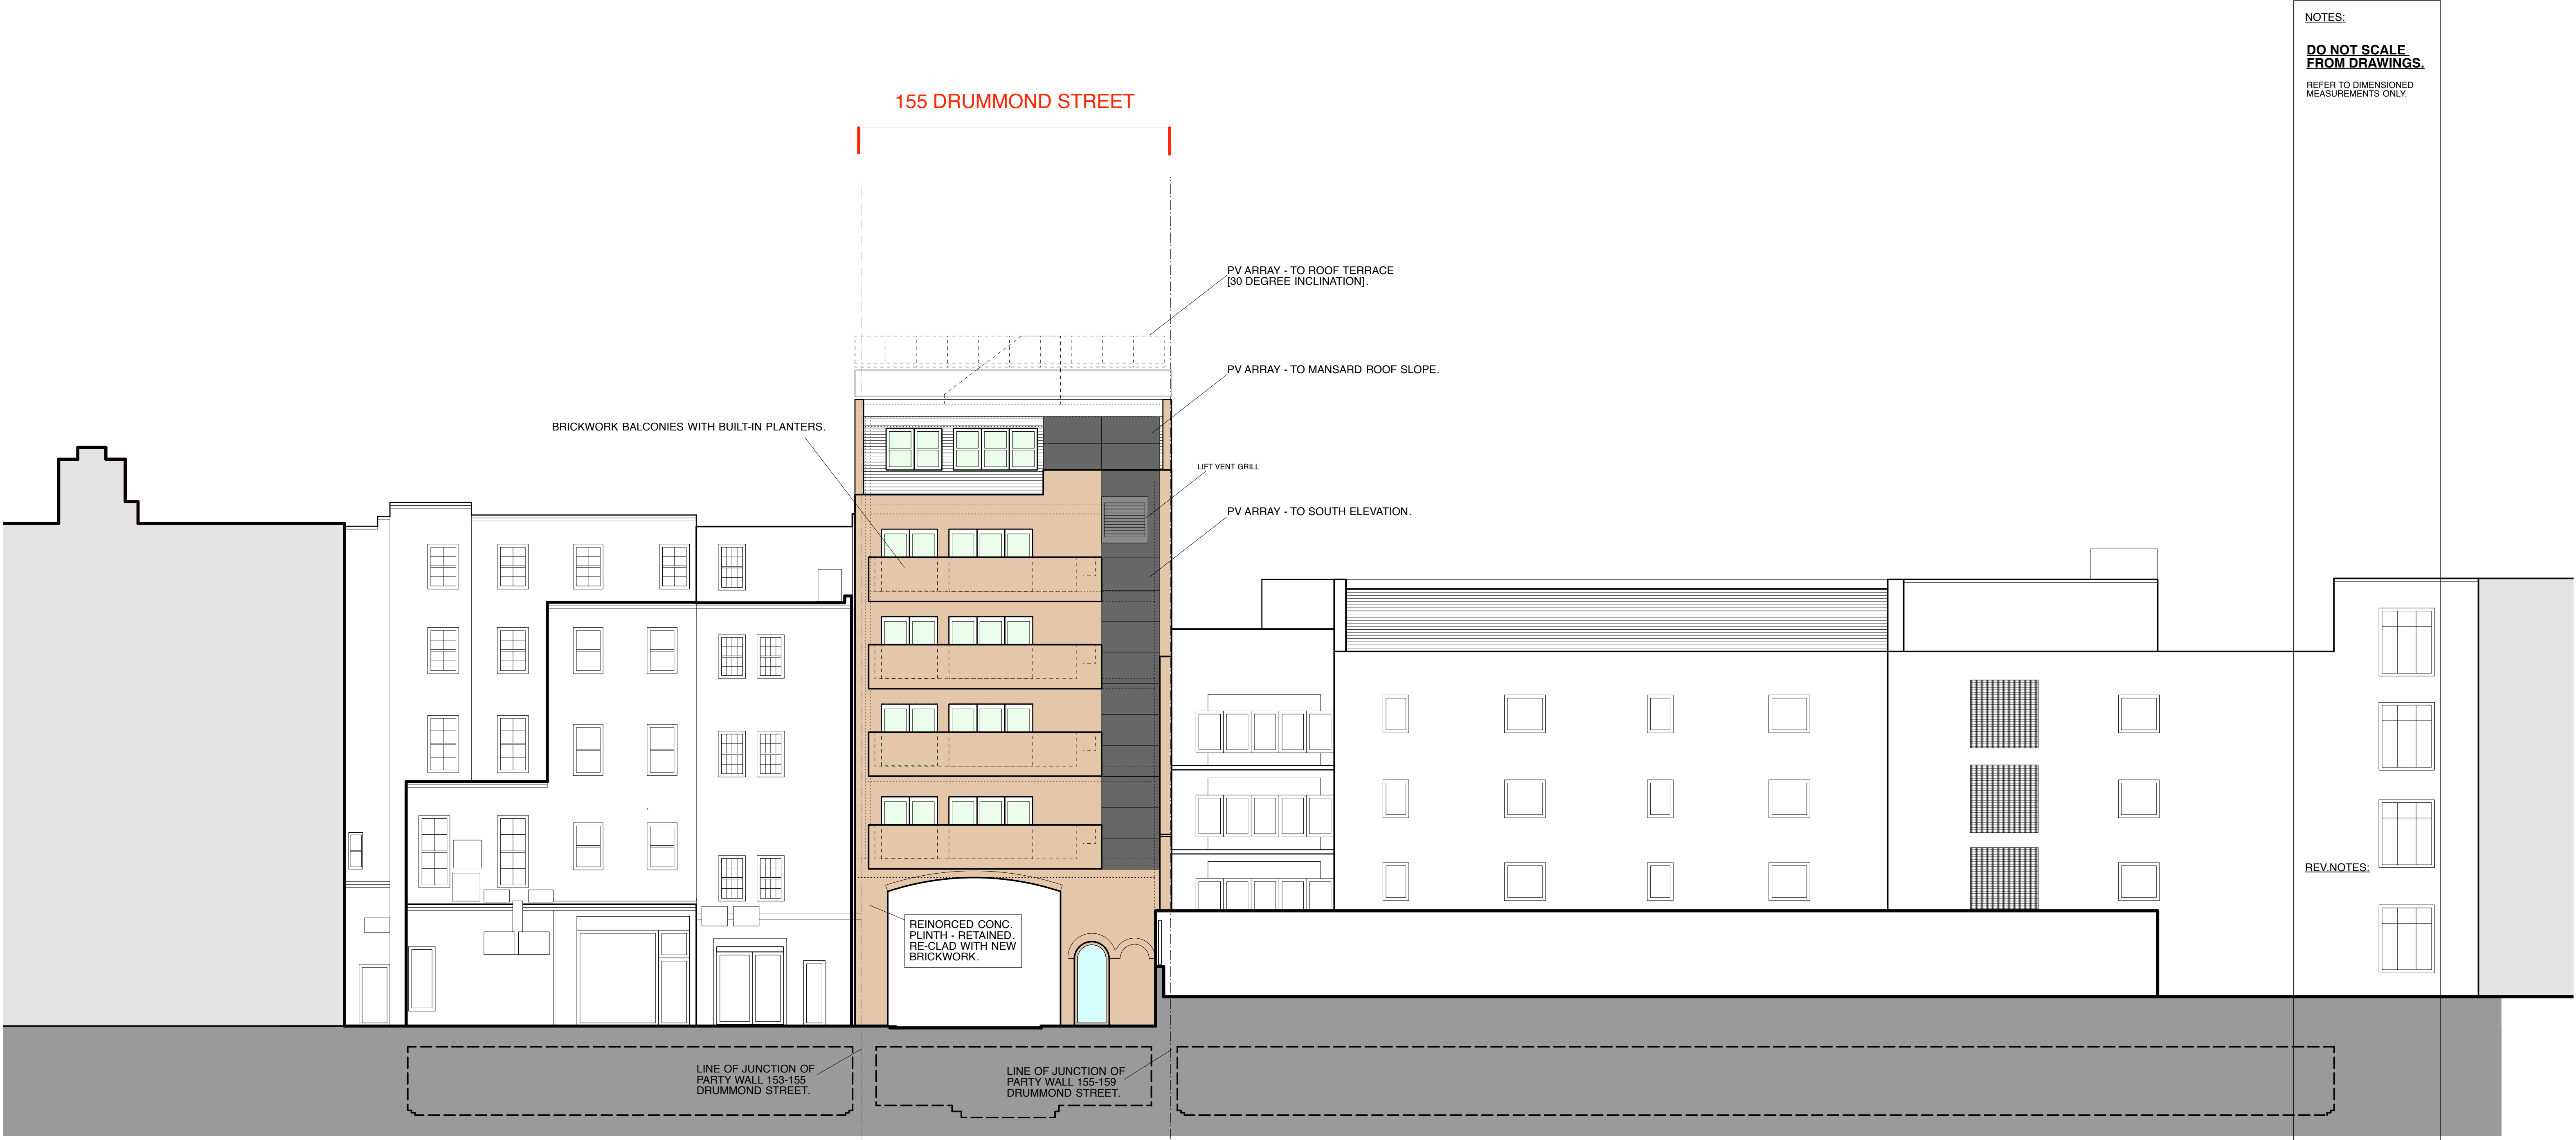 NOTES:
DO NOT SCALE
FROM DRAWINGS.
REFER TO DIMENSIONED
MEASUREMENTS ONLY.
155 DRUMMOND STREET
PV ARRAY - TO ROOF TERRACE
[30 DEGREE INCLINATION].
PV ARRAY - TO MANSARD ROOF SLOPE.
BRICKWORK BALCONIES WITH BUILT-IN PLANTERS.
LIFT VENT GRILL
PV ARRAY - TO SOUTH ELEVATION.
REV.NOTES:
REINORCED CONC.
PLINTH - RETAINED.
RE-CLAD WITH NEW
BRICKWORK.
LINE OF JUNCTION OF
PARTY WALL 153-155
DRUMMOND STREET.
LINE OF JUNCTION OF
PARTY WALL 155-159
DRUMMOND STREET.